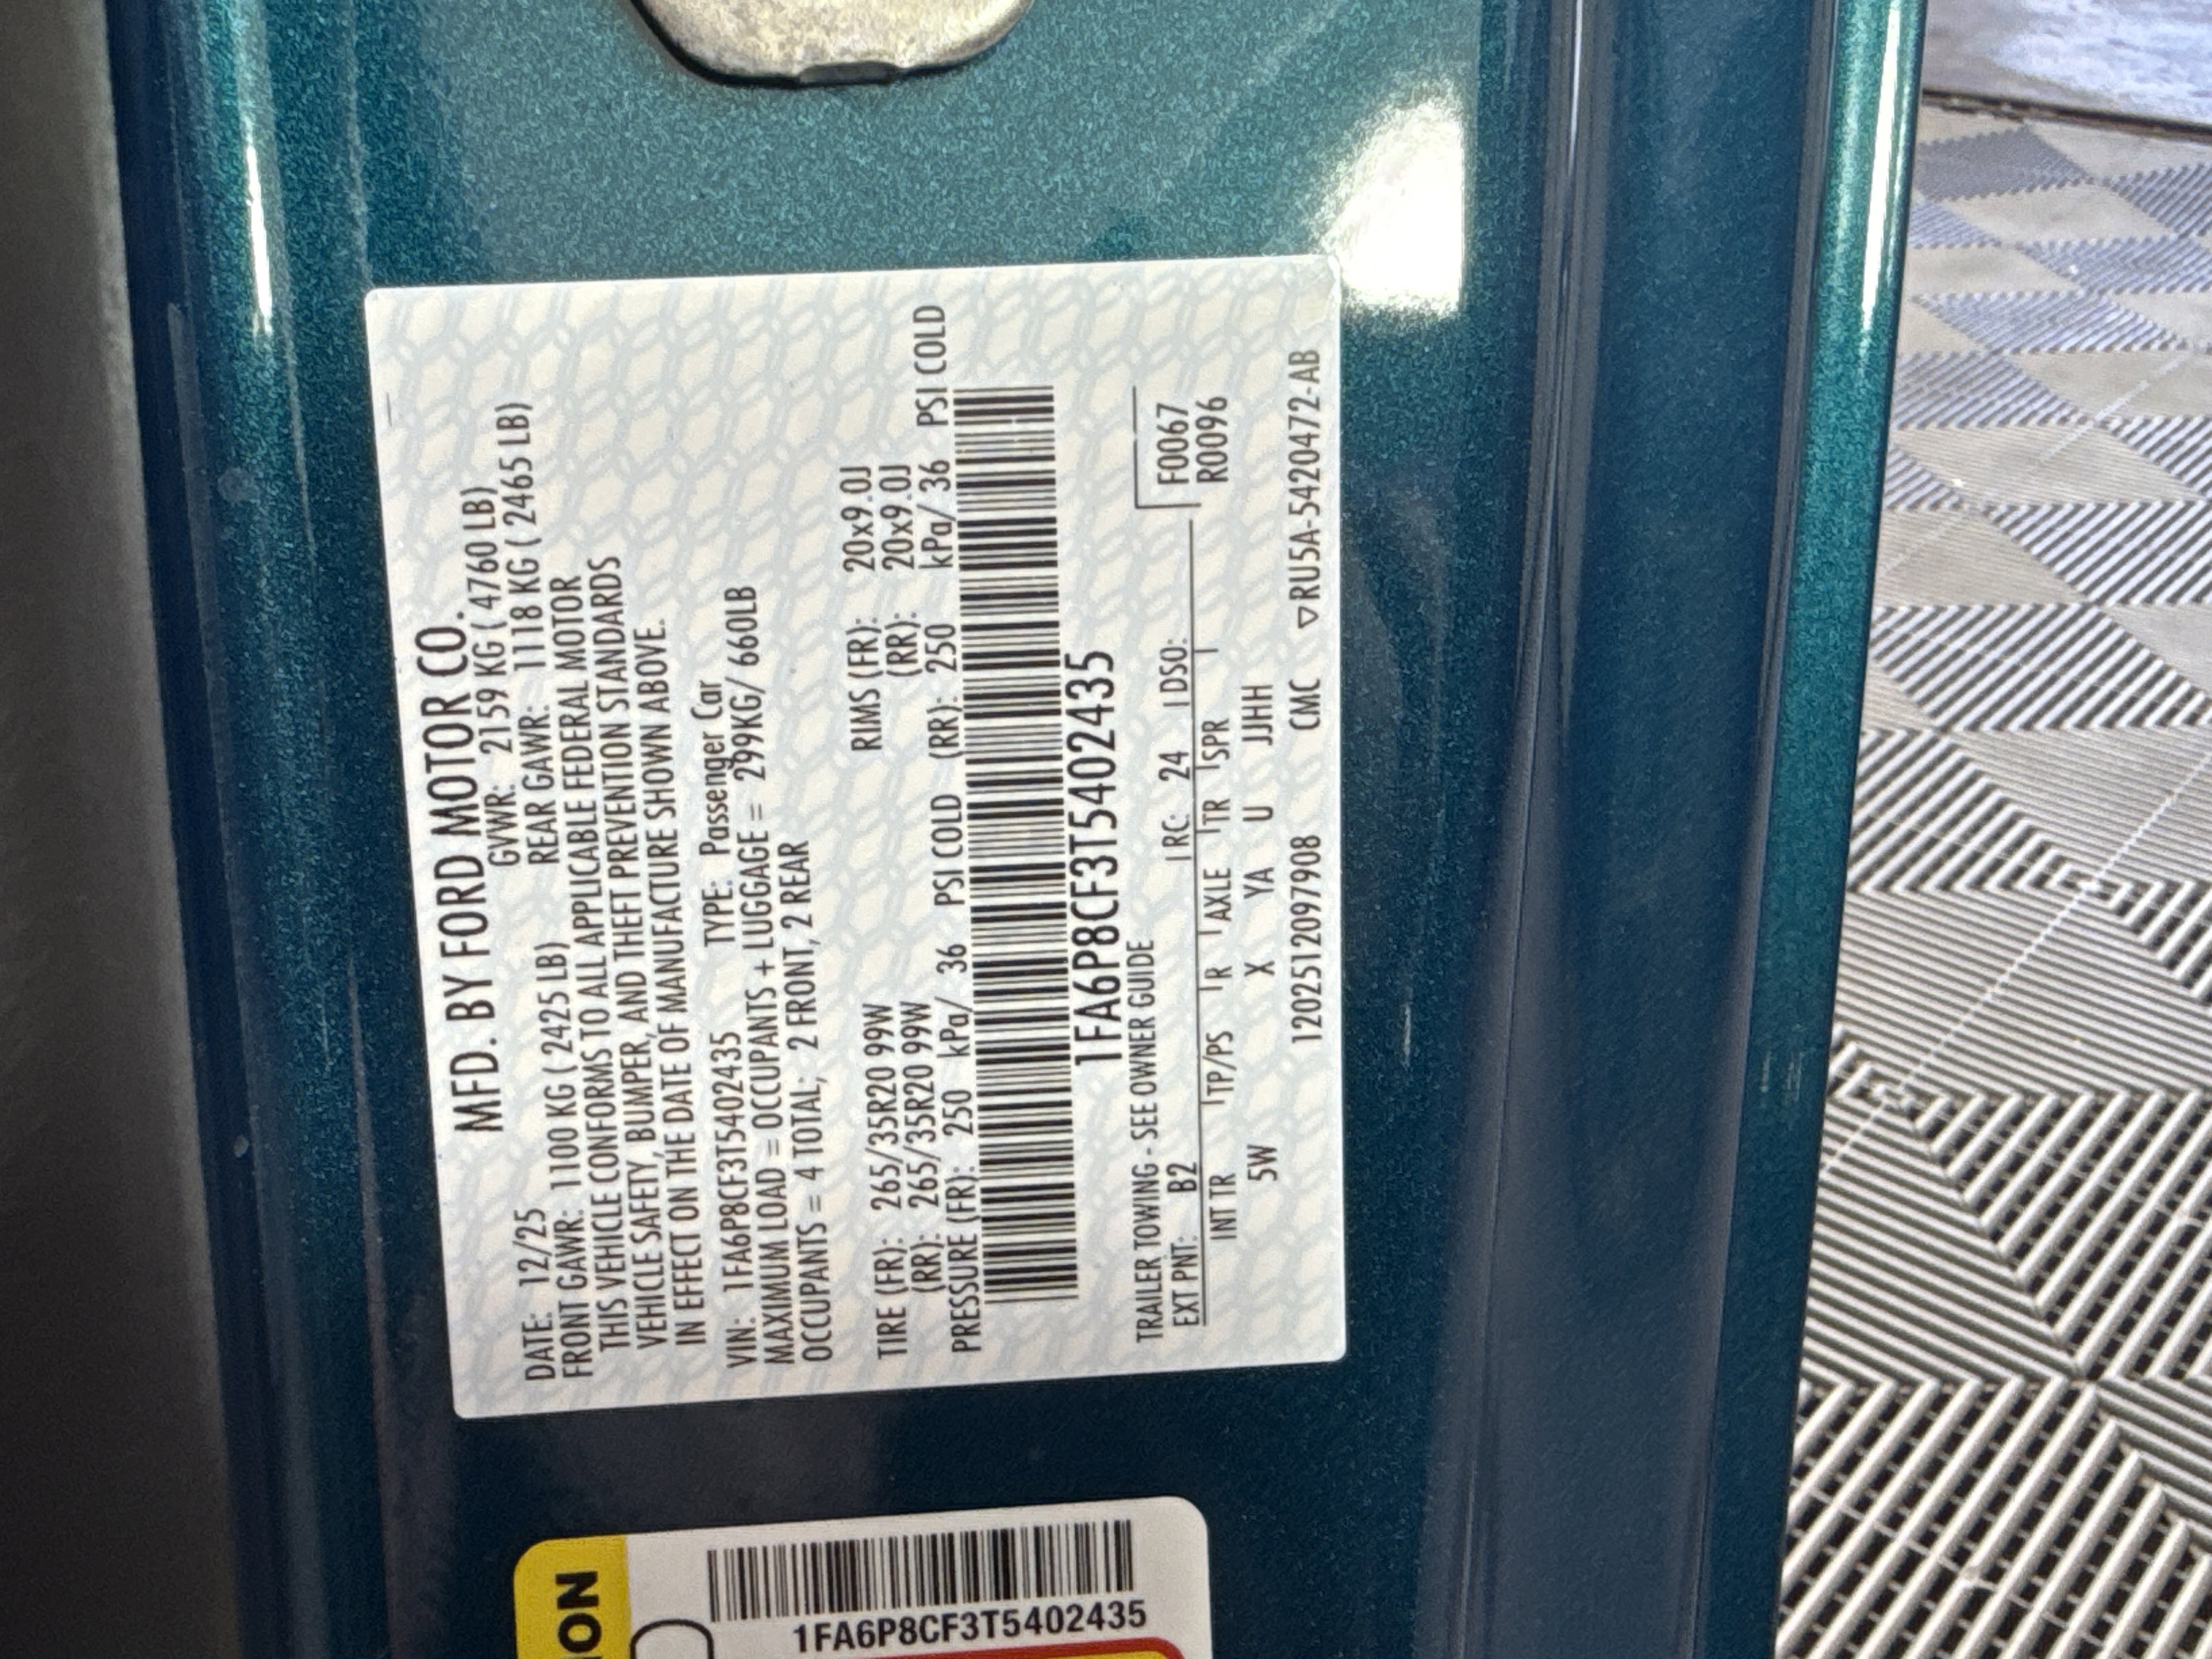 MFD. BY FORD MOTOR CO.
DATE: 12/25 GVWR: 2159 KG ( 4760 LB)
FRONT GAWR: 1100 KG ( 2425 LB) REAR GAWR: 1118 KG ( 2465 LB)
THIS VEHICLE CONFORMS TO ALL APPLICABLE FEDERAL MOTOR
VEHICLE SAFETY, BUMPER, AND THEFT PREVENTION STANDARDS
IN EFFECT ON THE DATE OF MANUFACTURE SHOWN ABOVE.
VIN: 1FA6P8CF3T5402435 TYPE: Passenger Car
MAXIMUM LOAD = OCCUPANTS + LUGGAGE = 299KG/ 660LB
OCCUPANTS = 4 TOTAL; 2 FRONT, 2 REAR
TIRE (FR): 265/35R20 99W RIMS (FR): 20x9.0J
(RR): 265/35R20 99W (RR): 20x9.0J
PRESSURE (FR): 250 kPa/ 36 PSI COLD (RR): 250 kPa/ 36 PSI COLD
1FA6P8CF3T5402435
TRAILER TOWING - SEE OWNER GUIDE
EXT PNT: B2 RC: 24 DSO: F0067
R0096
INT TR TP/PS R AXLE TR SPR
5W X YA U JJHH
120251209​7908 CMC ▽RU5A-5420472-AB
ION
1FA6P8CF3T5402435